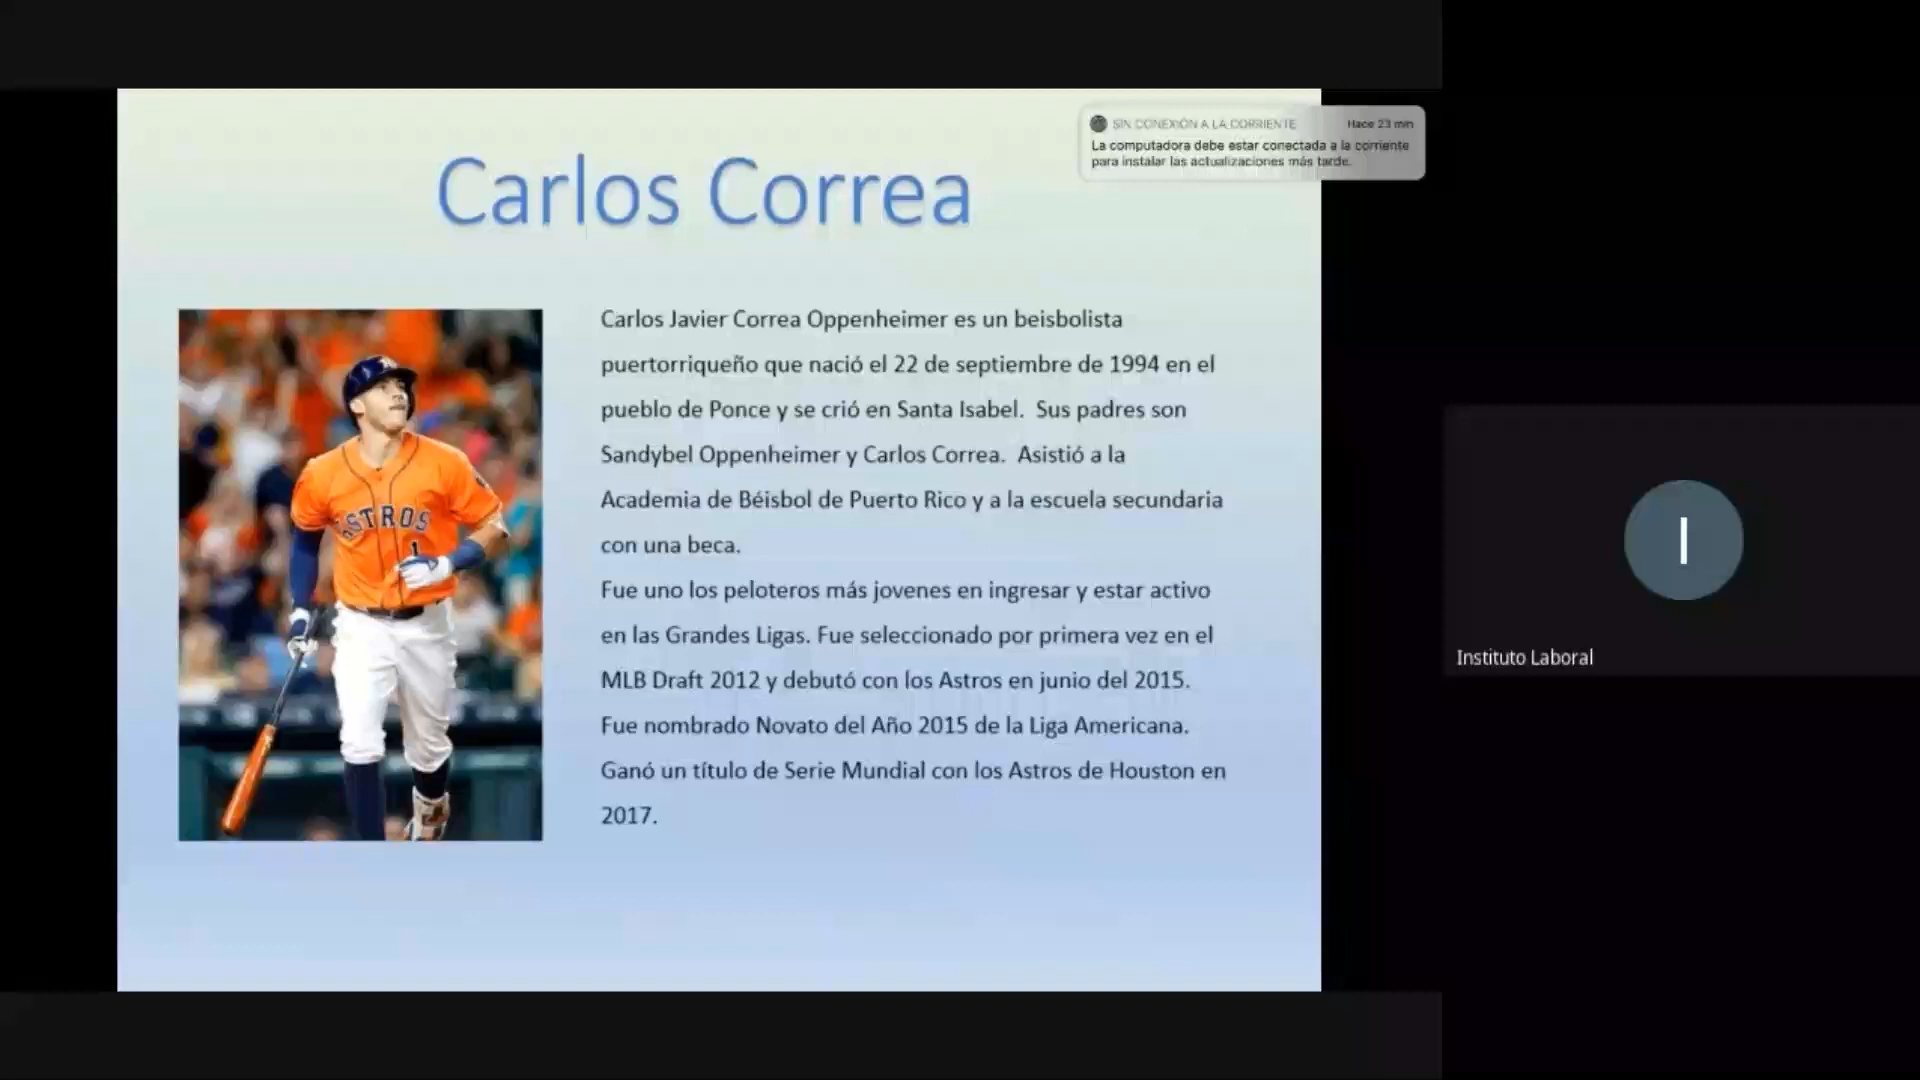 SIN CONEXIÓN A LA CORRIENTE Hace 23 min
La computadora debe estar conectada a la corriente
para instalar las actualizaciones más tarde.
Carlos Correa
Carlos Javier Correa Oppenheimer es un beisbolista
puertorriqueño que nació el 22 de septiembre de 1994 en el
pueblo de Ponce y se crió en Santa Isabel. Sus padres son
Sandybel Oppenheimer y Carlos Correa. Asistió a la
Academia de Béisbol de Puerto Rico y a la escuela secundaria
con una beca.
Fue uno los peloteros más jovenes en ingresar y estar activo
en las Grandes Ligas. Fue seleccionado por primera vez en el
MLB Draft 2012 y debutó con los Astros en junio del 2015.
Fue nombrado Novato del Año 2015 de la Liga Americana.
Ganó un título de Serie Mundial con los Astros de Houston en
2017.
ASTROS
1
I
Instituto Laboral